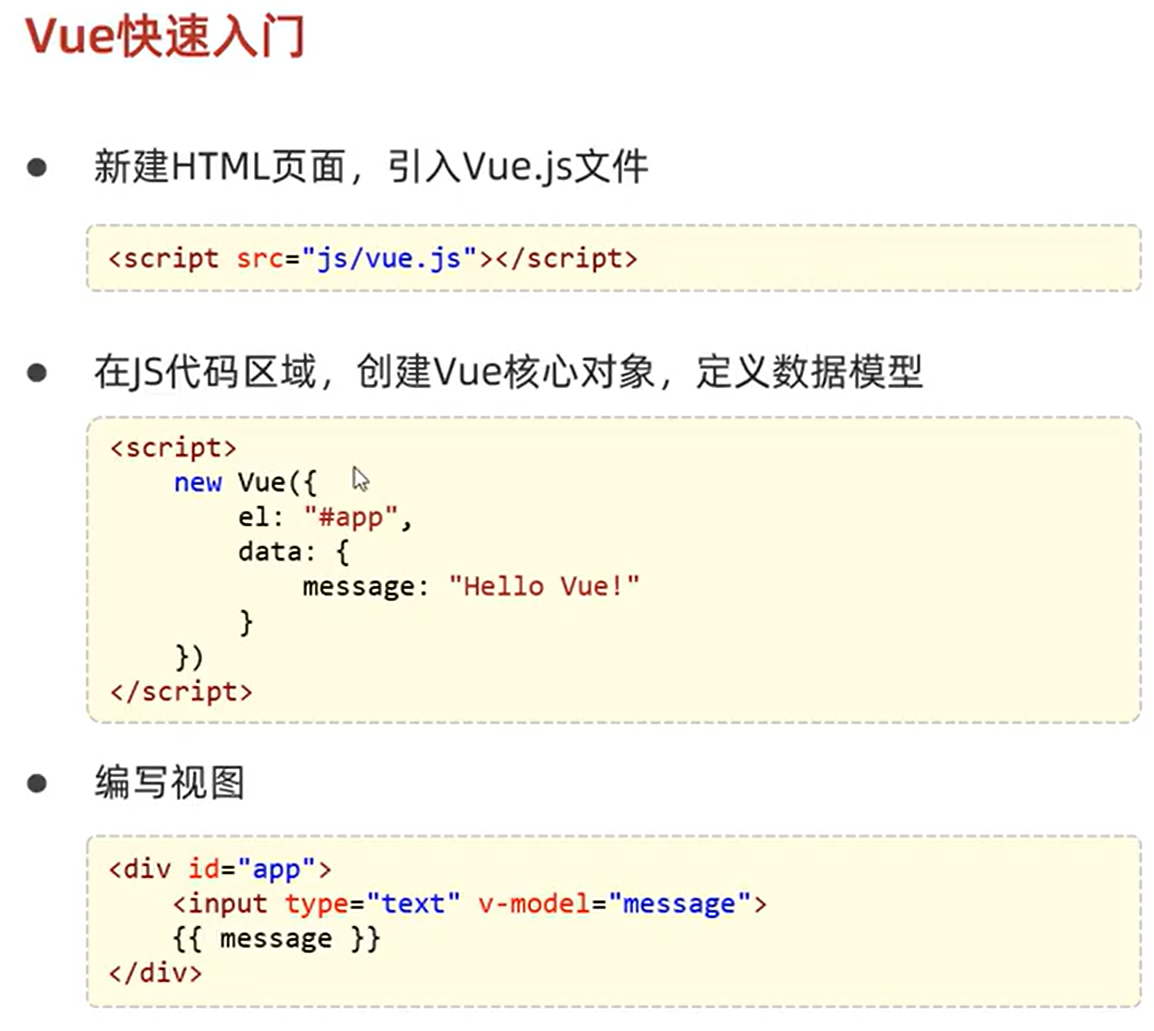 Vue快速入门
新建HTML页面，引入Vue.js文件
<script src="js/vue.js"></script>
在JS代码区域，创建Vue核心对象，定义数据模型
<script>
    new Vue({
        el: "#app",
        data: {
            message: "Hello Vue!"
        }
    })
</script>
编写视图
<div id="app">
    <input type="text" v-model="message">
    {{ message }}
</div>